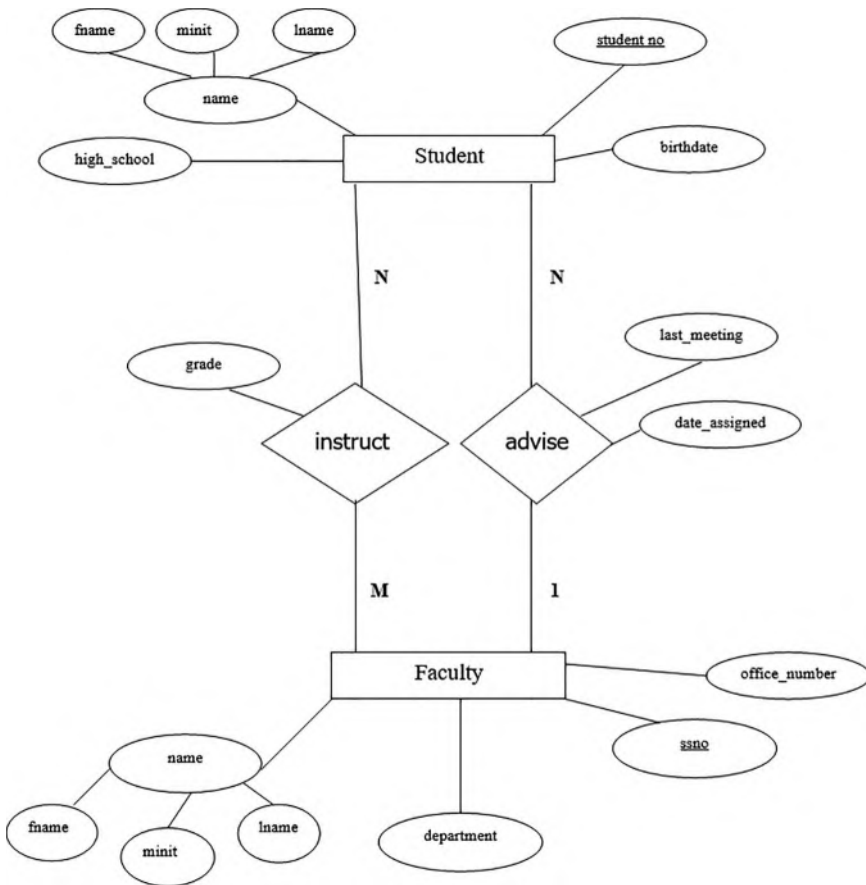 fname
minit
lname
student no
name
high_school
Student
birthdate
N
N
last_meeting
grade
date_assigned
instruct
advise
M
1
Faculty
office_number
ssno
name
fname
minit
lname
department